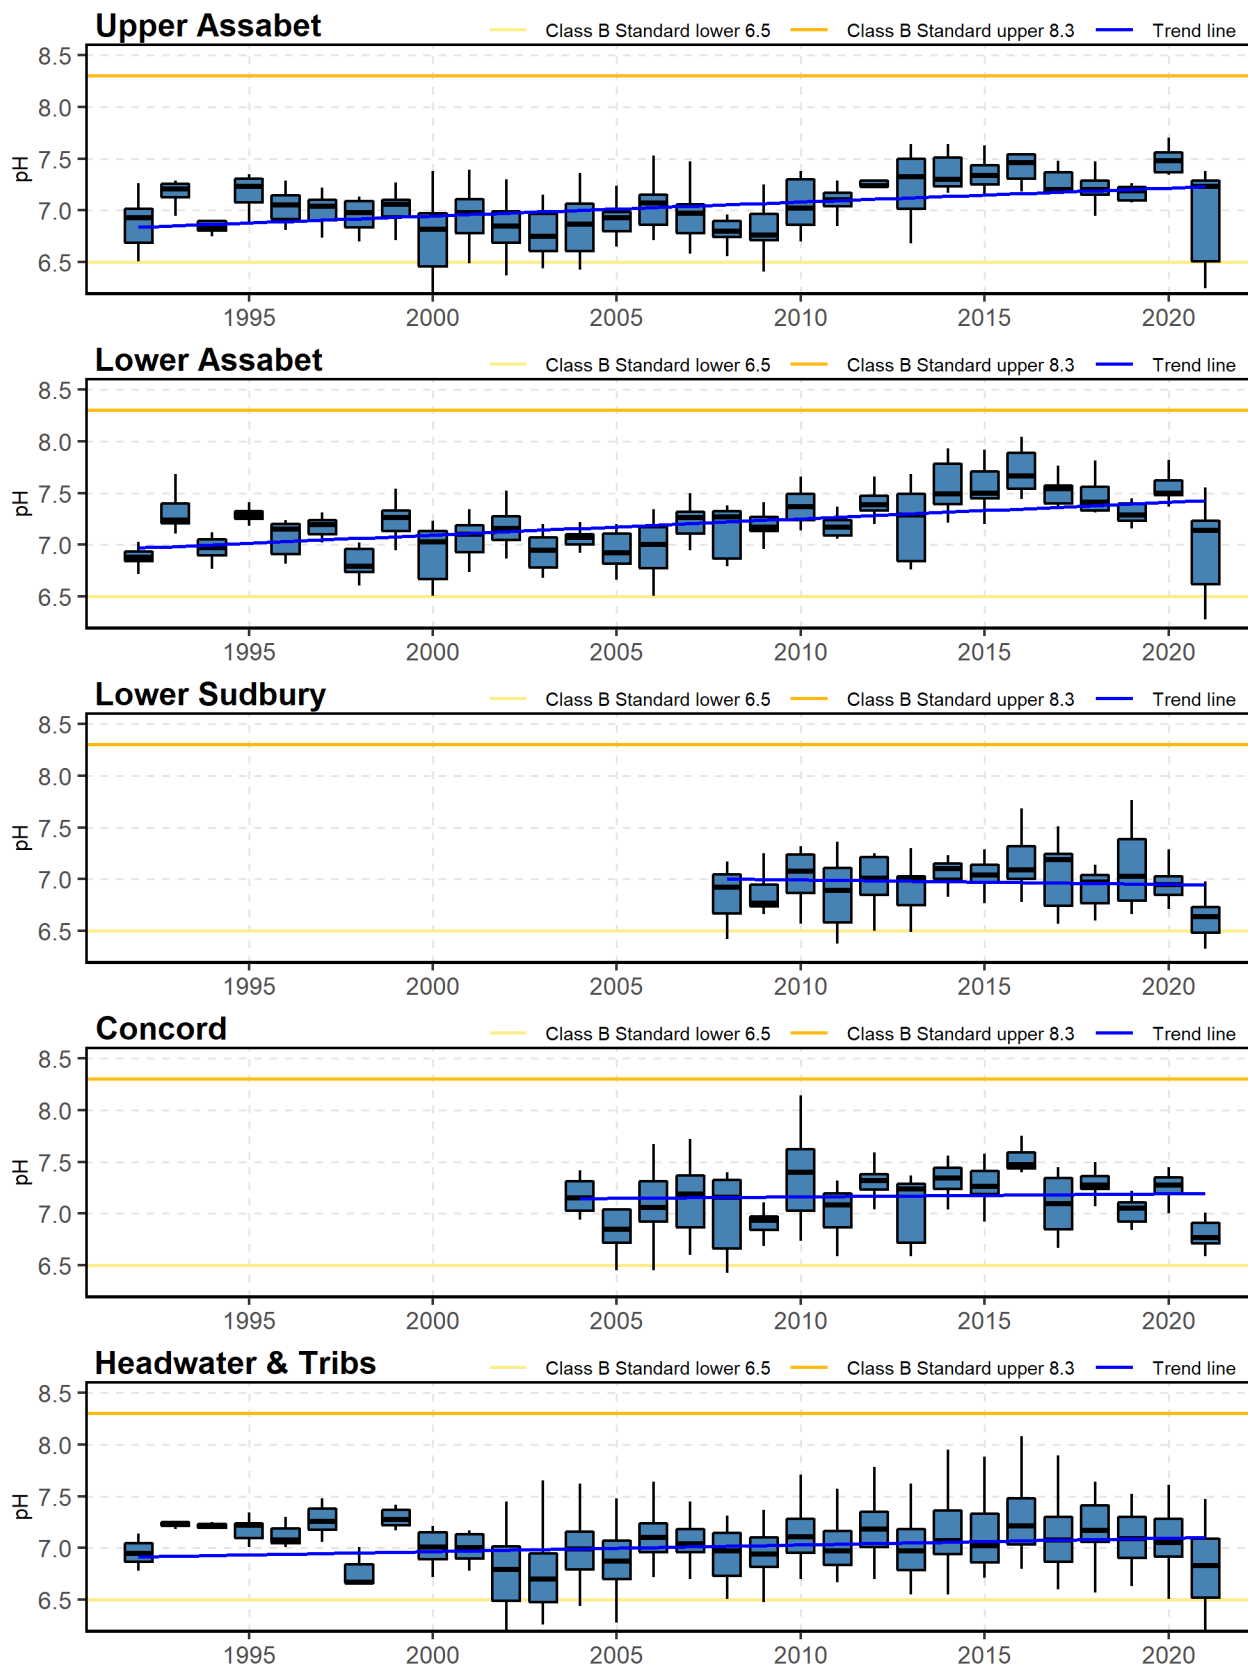 Upper Assabet
Class B Standard lower 6.5 Class B Standard upper 8.3 Trend line
8.5
8.0
7.5
7.0
6.5
pH
1995 2000 2005 2010 2015 2020
Lower Assabet
Class B Standard lower 6.5 Class B Standard upper 8.3 Trend line
8.5
8.0
7.5
7.0
6.5
pH
1995 2000 2005 2010 2015 2020
Lower Sudbury
Class B Standard lower 6.5 Class B Standard upper 8.3 Trend line
8.5
8.0
7.5
7.0
6.5
pH
1995 2000 2005 2010 2015 2020
Concord
Class B Standard lower 6.5 Class B Standard upper 8.3 Trend line
8.5
8.0
7.5
7.0
6.5
pH
1995 2000 2005 2010 2015 2020
Headwater & Tribs
Class B Standard lower 6.5 Class B Standard upper 8.3 Trend line
8.5
8.0
7.5
7.0
6.5
pH
1995 2000 2005 2010 2015 2020